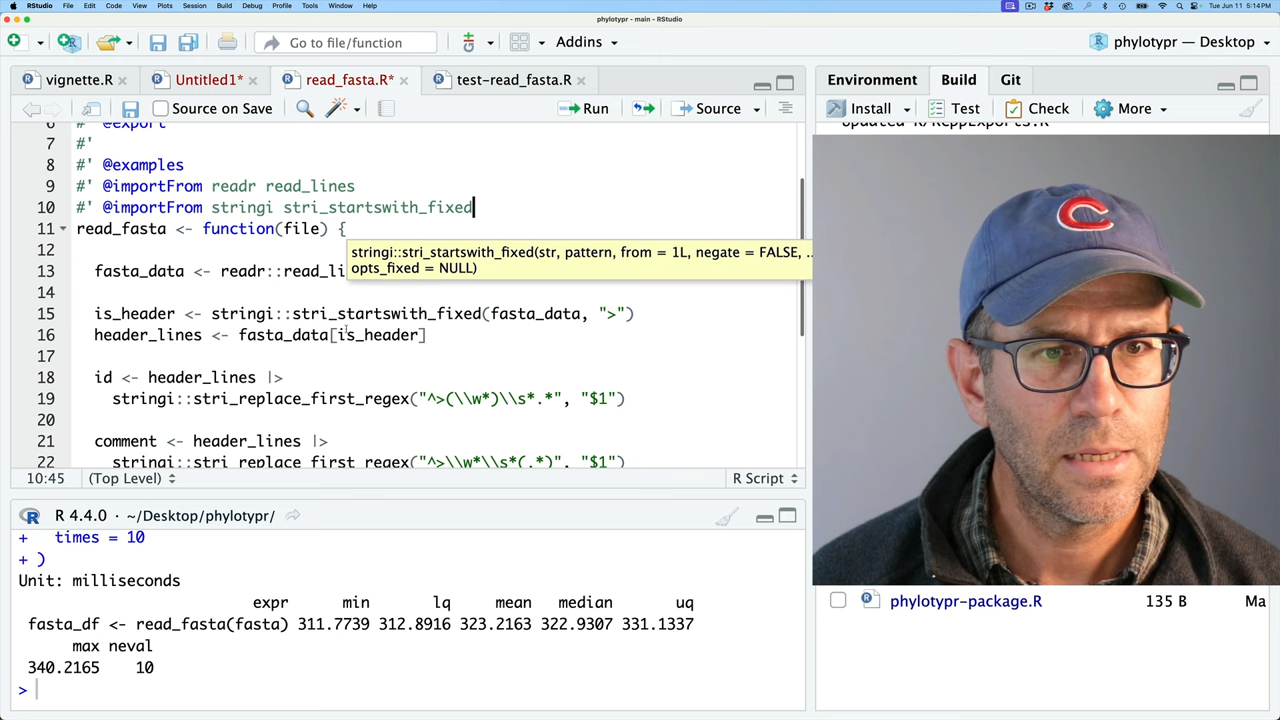 RStudio File Edit Code View Plots Session Build Debug Profile Tools Window Help Tue Jun 11 5:14 PM
phylotypr - main - RStudio
Go to file/function Addins phylotypr — Desktop
vignette.R Untitled1* read_fasta.R* test-read_fasta.R Environment Build Git
Source on Save Run Source Install Test Check More
6 #' @export
7 #'
8 #' @examples
9 #' @importFrom readr read_lines
10 #' @importFrom stringi stri_startswith_fixed
11 read_fasta <- function(file) {
12
stringi::stri_startswith_fixed(str, pattern, from = 1L, negate = FALSE, ..
opts_fixed = NULL)
13 fasta_data <- readr::read_li
14
15 is_header <- stringi::stri_startswith_fixed(fasta_data, ">")
16 header_lines <- fasta_data[is_header]
17
18 id <- header_lines |>
19 stringi::stri_replace_first_regex("^>(\\w*)\\s*.*", "$1")
20
21 comment <- header_lines |>
22 stringi::stri_replace_first_regex("^>\\w*\\s*(.*)", "$1")
10:45 (Top Level) R Script
R 4.4.0 · ~/Desktop/phylotypr/
+ times = 10
+ )
Unit: milliseconds
expr min lq mean median uq
fasta_df <- read_fasta(fasta) 311.7739 312.8916 323.2163 322.9307 331.1337
max neval
340.2165 10
>
Updated R/RcppExports.R
C
phylotypr-package.R 135 B Ma